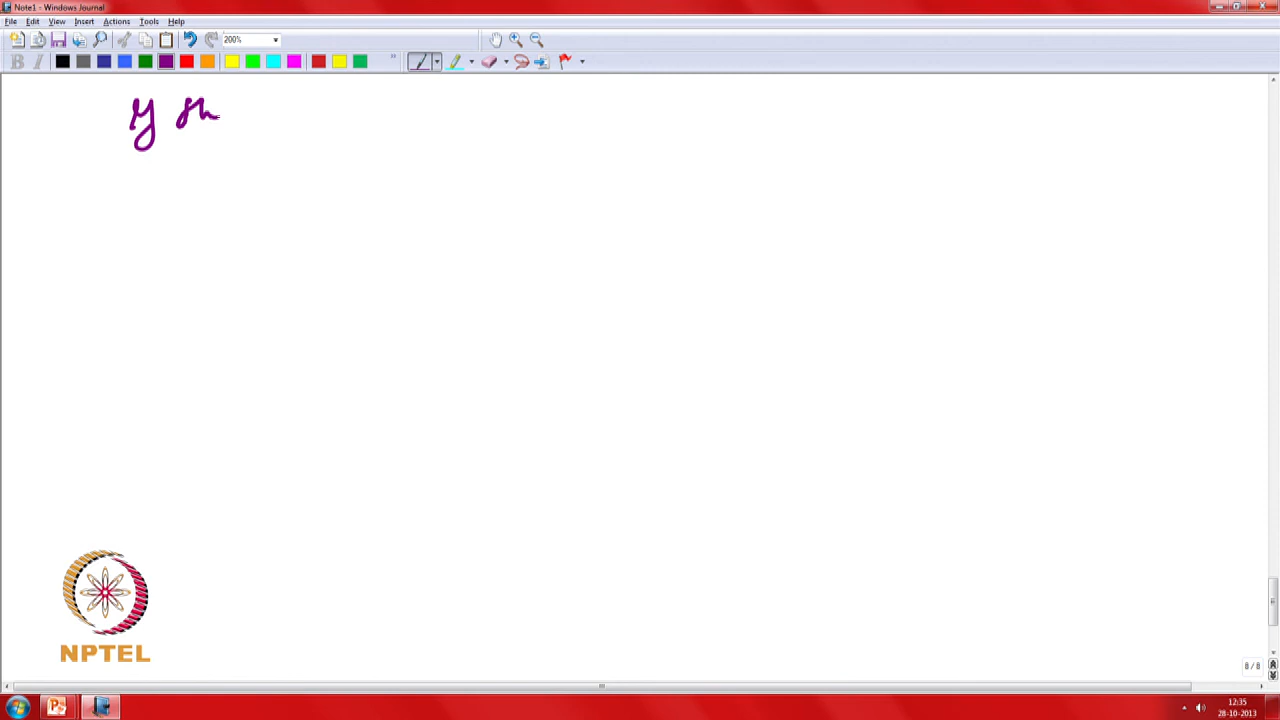 Note1 - Windows Journal
File Edit View Insert Actions Tools Help
200%
B I
y
NPTEL
8 / 8
12:35
28-10-2013